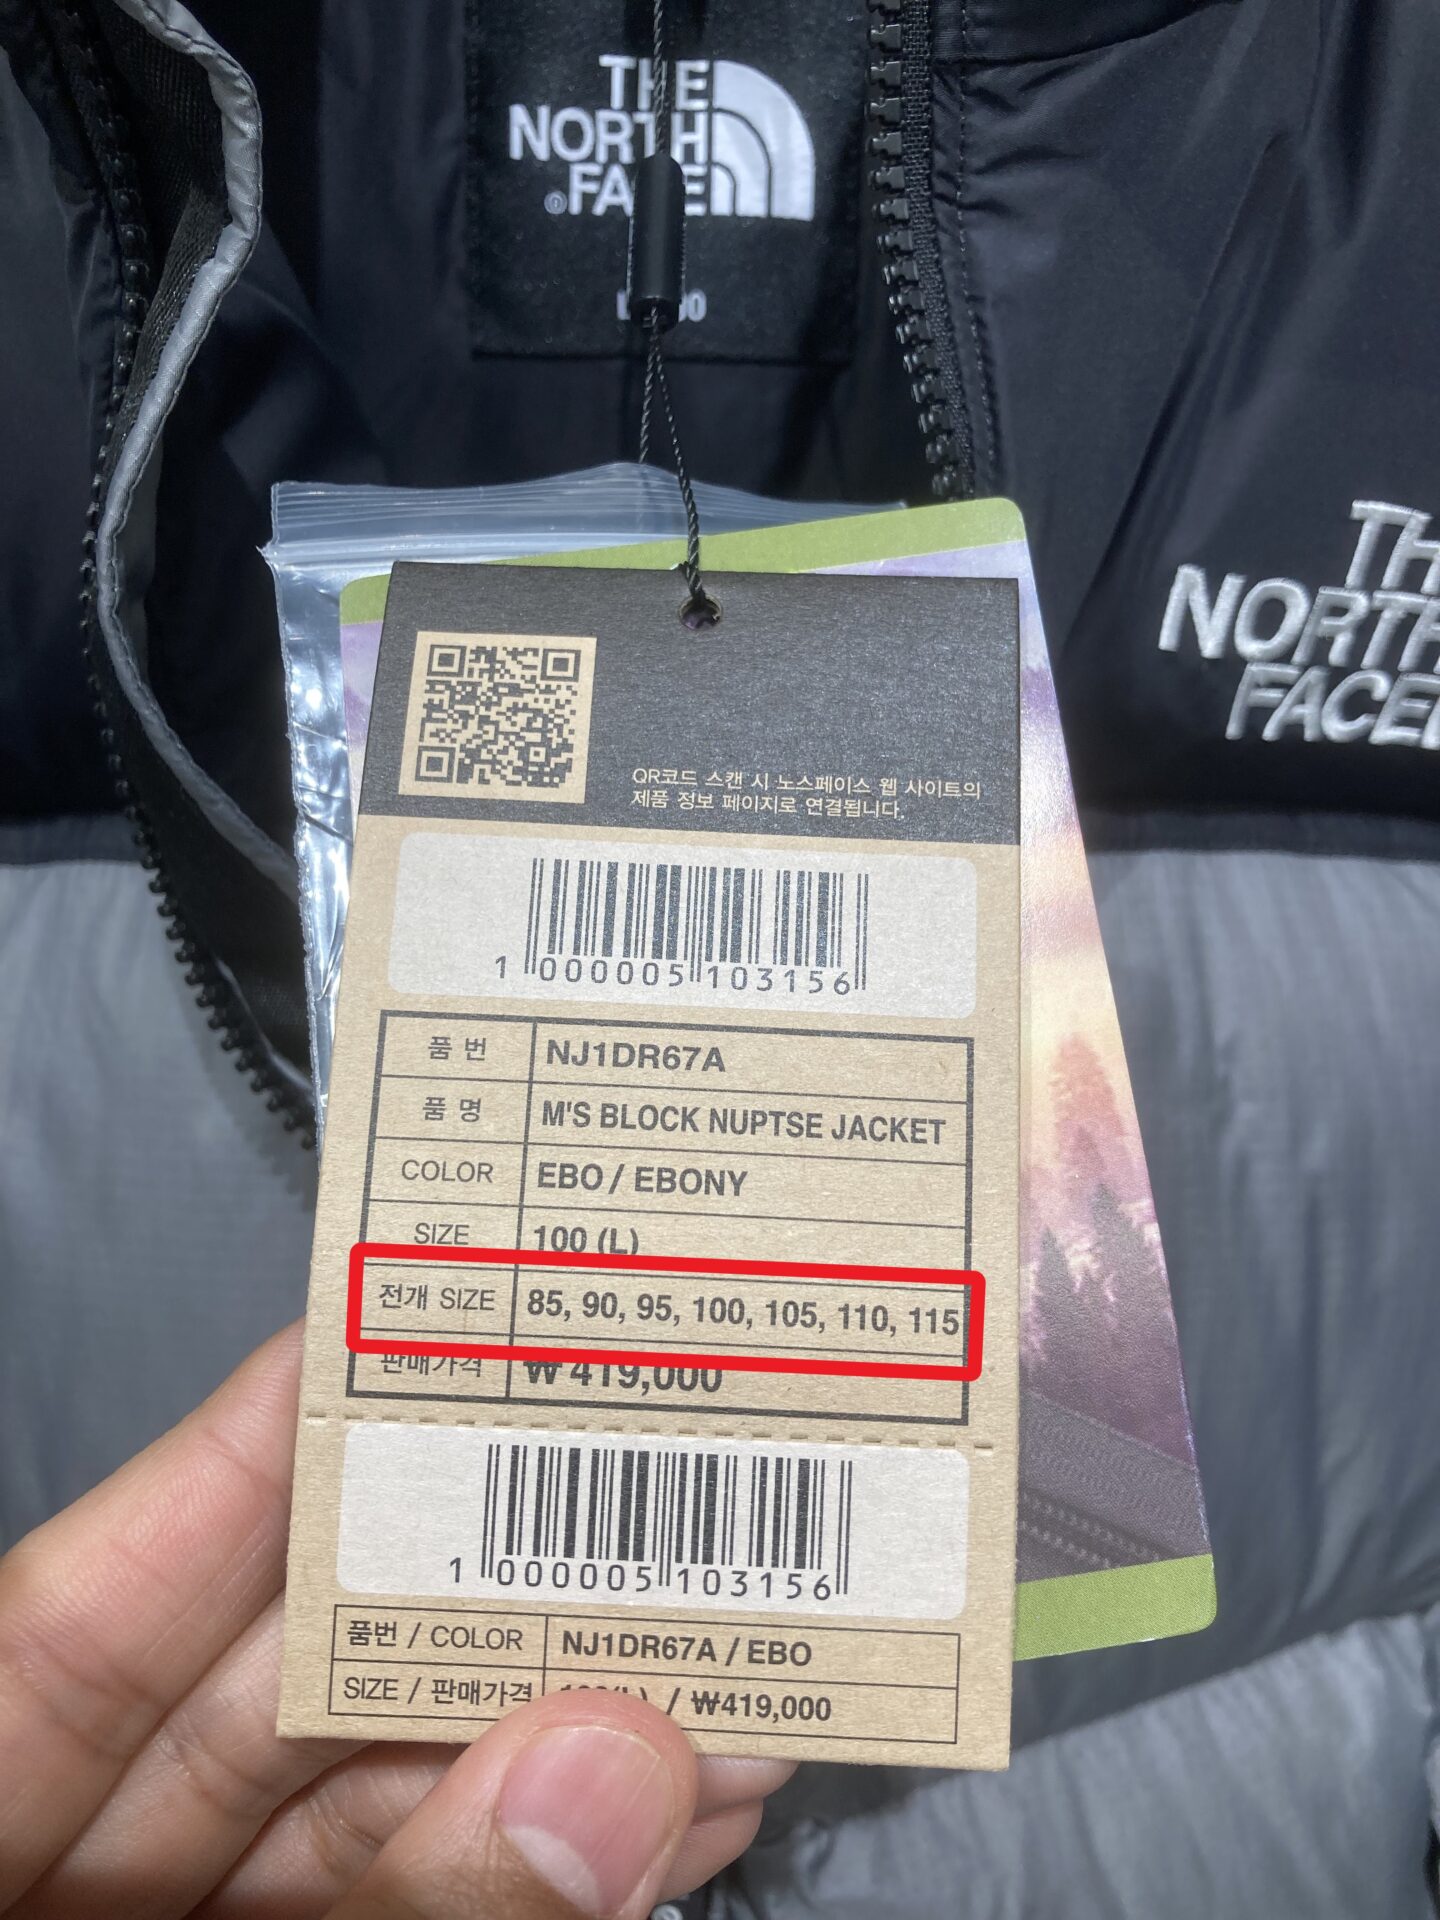 THE
NORTH
FACE
QR코드 스캔 시 노스페이스 웹 사이트의
제품 정보 페이지로 연결됩니다.
TH
NORTH
FACE
1 000005 103156
품 번 NJ1DR67A
품 명 M'S BLOCK NUPTSE JACKET
COLOR EBO / EBONY
SIZE 100 (L)
전개 SIZE 85, 90, 95, 100, 105, 110, 115
판매가격 ₩ 419,000
1 000005 103156
품번 / COLOR NJ1DR67A / EBO
SIZE / 판매가격 100(L) / ₩419,000